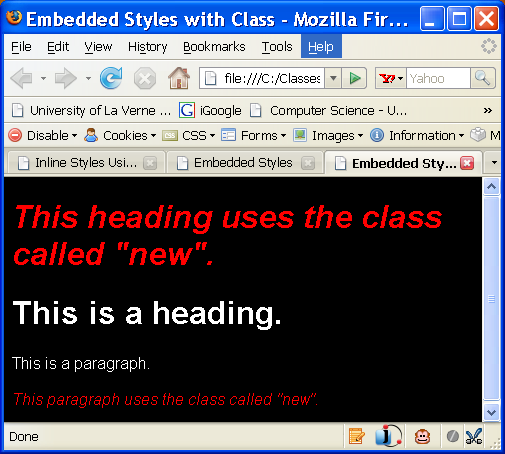 Embedded Styles with Class - Mozilla Fir...
File Edit View History Bookmarks Tools Help
file:///C:/Classes Yahoo
University of La Verne ... iGoogle Computer Science - U... »
Disable Cookies CSS Forms Images Information M
Inline Styles Usi... Embedded Styles Embedded Sty...
This heading uses the class
called "new".
This is a heading.
This is a paragraph.
This paragraph uses the class called "new".
Done